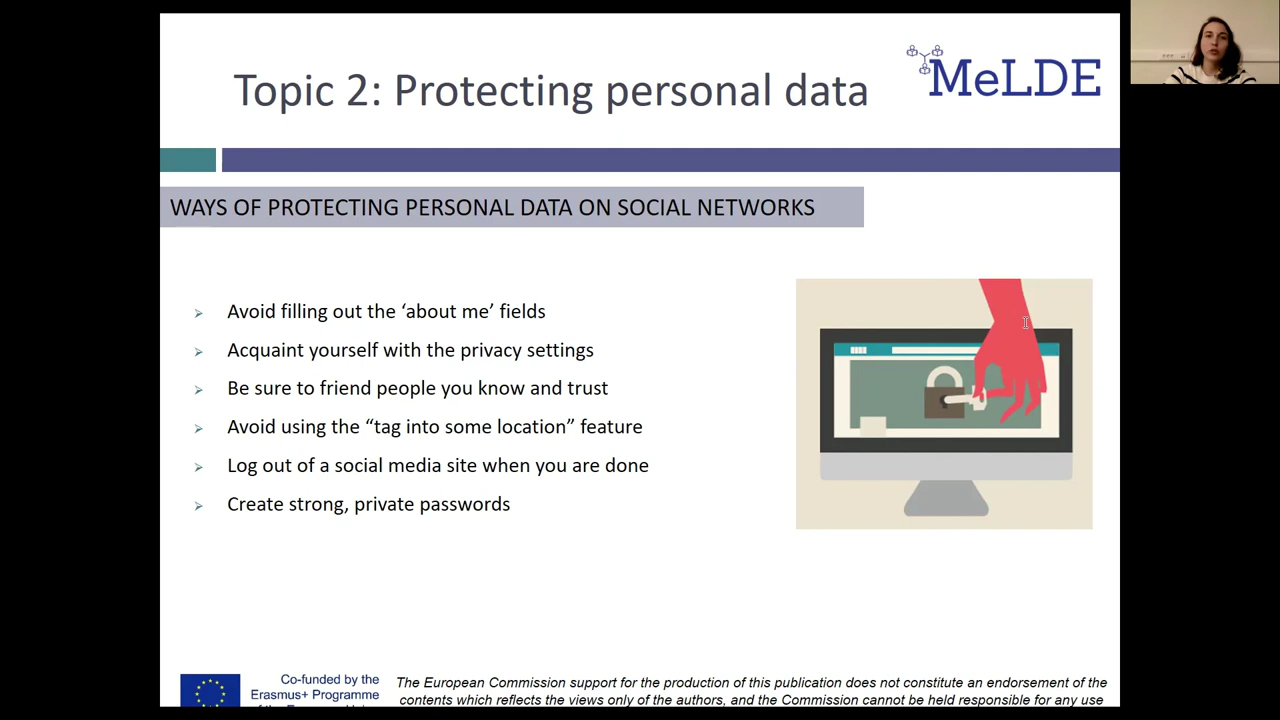 Topic 2: Protecting personal data
MeLDE
WAYS OF PROTECTING PERSONAL DATA ON SOCIAL NETWORKS
Avoid filling out the ‘about me’ fields
Acquaint yourself with the privacy settings
Be sure to friend people you know and trust
Avoid using the “tag into some location” feature
Log out of a social media site when you are done
Create strong, private passwords
Co-funded by the
Erasmus+ Programme
The European Commission support for the production of this publication does not constitute an endorsement of the
contents which reflects the views only of the authors, and the Commission cannot be held responsible for any use